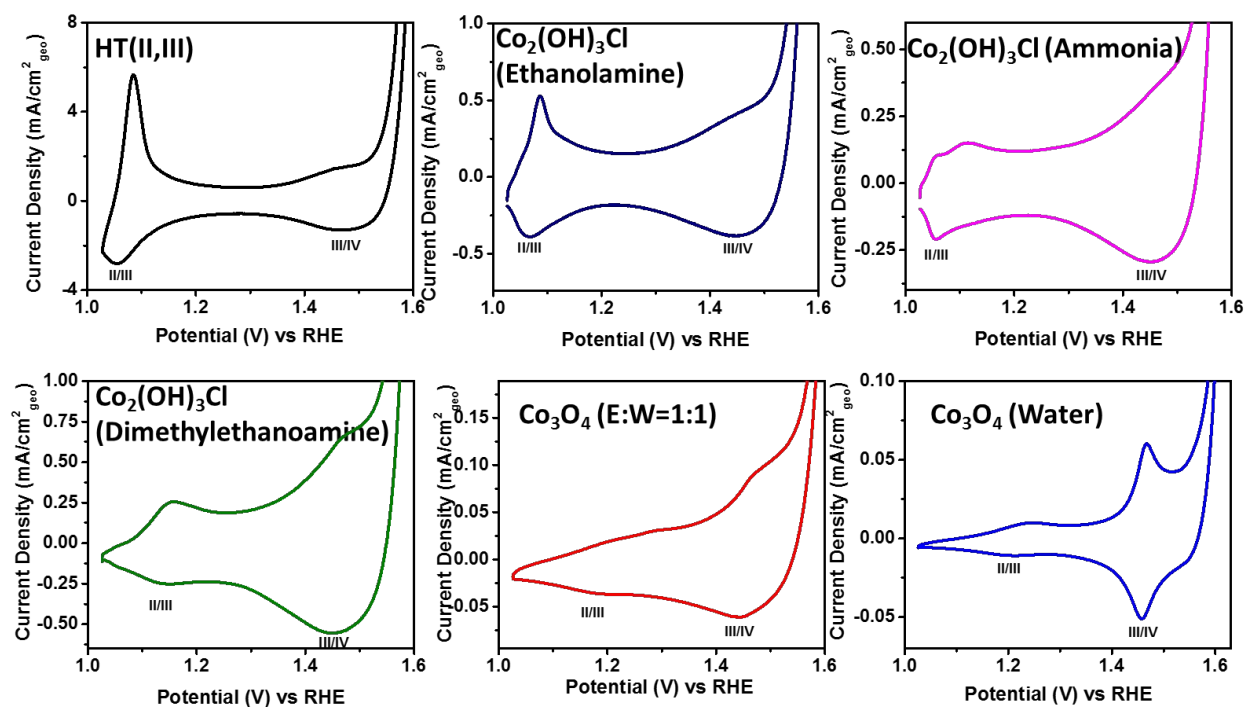 HT(II,III)
Current Density (mA/cm²geo)
8
4
0
-4
II/III
III/IV
1.0 1.2 1.4 1.6
Potential (V) vs RHE
Co₂(OH)₃Cl
(Ethanolamine)
Current Density (mA/cm²geo)
1.0
0.5
0.0
-0.5
II/III
III/IV
1.0 1.2 1.4 1.6
Potential (V) vs RHE
Co₂(OH)₃Cl (Ammonia)
Current Density (mA/cm²geo)
0.50
0.25
0.00
-0.25
II/III
III/IV
1.0 1.2 1.4 1.6
Potential (V) vs RHE
Co₂(OH)₃Cl
(Dimethylethanoamine)
Current Density (mA/cm²geo)
1.00
0.75
0.50
0.25
0.00
-0.25
-0.50
II/III
III/IV
1.0 1.2 1.4 1.6
Potential (V) vs RHE
Co₃O₄ (E:W=1:1)
Current Density (mA/cm²geo)
0.15
0.10
0.05
0.00
-0.05
II/III
III/IV
1.0 1.2 1.4 1.6
Potential (V) vs RHE
Co₃O₄ (Water)
Current Density (mA/cm²geo)
0.10
0.05
0.00
-0.05
II/III
III/IV
1.0 1.2 1.4 1.6
Potential (V) vs RHE